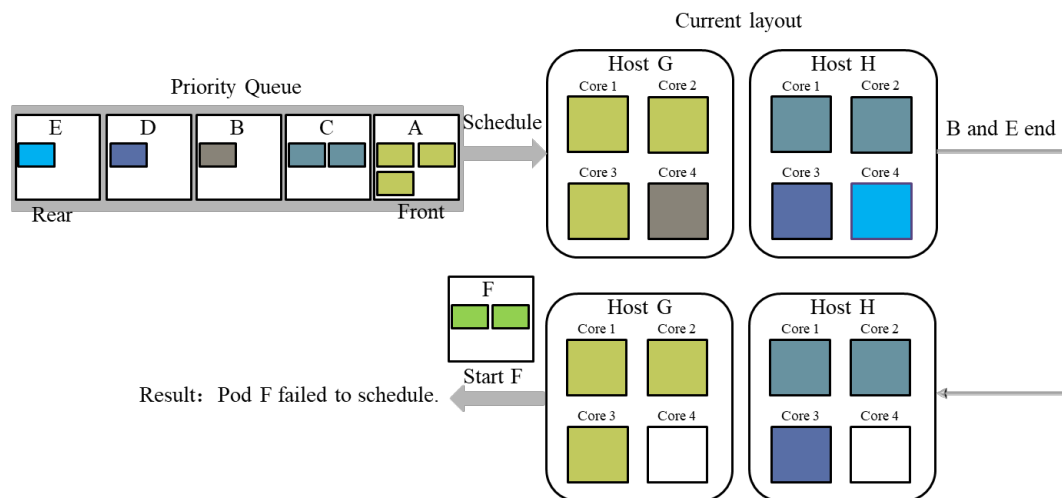 Current layout
Priority Queue
E
D
B
C
A
Rear
Front
Schedule
Host G
Core 1
Core 2
Core 3
Core 4
Host H
Core 1
Core 2
Core 3
Core 4
B and E end
F
Start F
Host G
Core 1
Core 2
Core 3
Core 4
Host H
Core 1
Core 2
Core 3
Core 4
Result：Pod F failed to schedule.